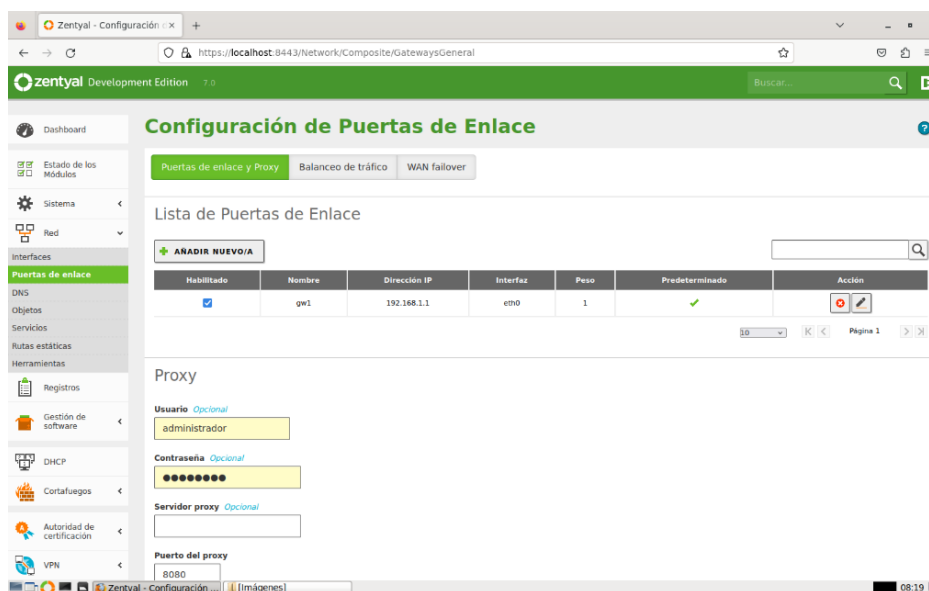 Zentyal - Configuración d
https://localhost:8443/Network/Composite/GatewaysGeneral
zentyal Development Edition 7.0
Buscar...
Configuración de Puertas de Enlace
Dashboard
Estado de los
Módulos
Sistema
Red
Interfaces
Puertas de enlace
DNS
Objetos
Servicios
Rutas estáticas
Herramientas
Registros
Gestión de
software
DHCP
Cortafuegos
Autoridad de
certificación
VPN
Puertas de enlace y Proxy Balanceo de tráfico WAN failover
Lista de Puertas de Enlace
AÑADIR NUEVO/A
Habilitado Nombre Dirección IP Interfaz Peso Predeterminado Acción
gw1 192.168.1.1 eth0 1
10 Página 1
Proxy
Usuario Opcional
administrador
Contraseña Opcional
Servidor proxy Opcional
Puerto del proxy
8080
Zentyal - Configuración ... [Imágenes] 08:19